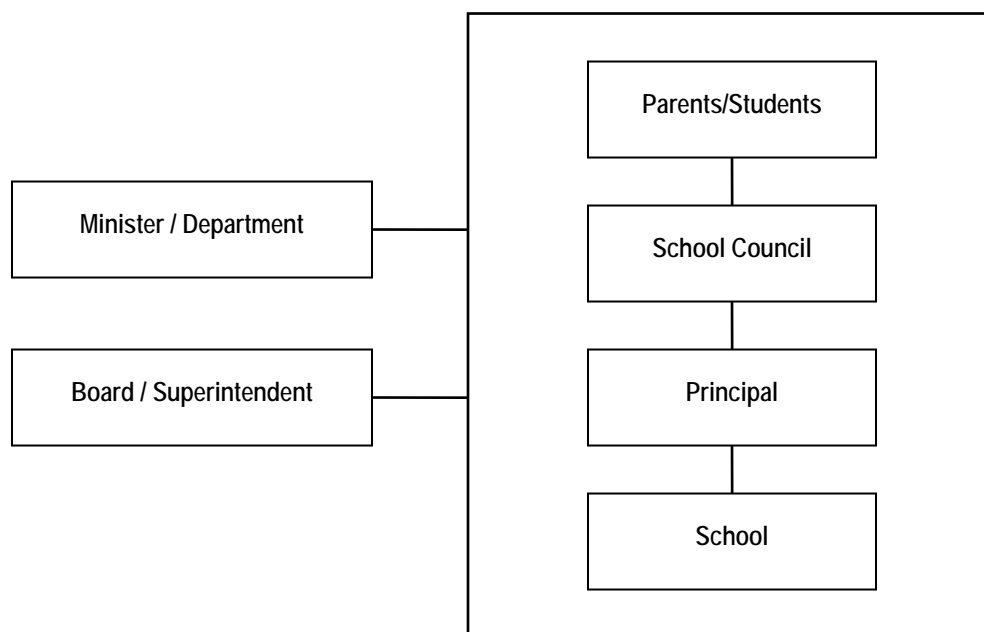 Parents/Students
Minister / Department
School Council
Board / Superintendent
Principal
School